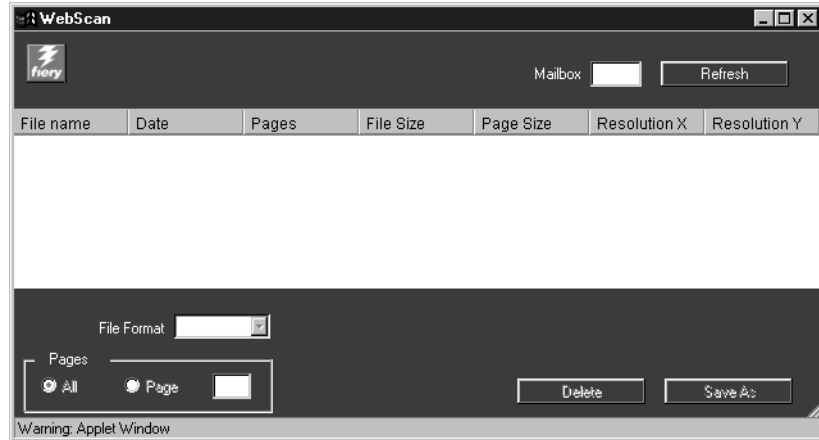 WebScan
fiery
Mailbox Refresh
File name Date Pages File Size Page Size Resolution X Resolution Y
File Format
Pages
All Page
Delete Save As
Warning: Applet Window